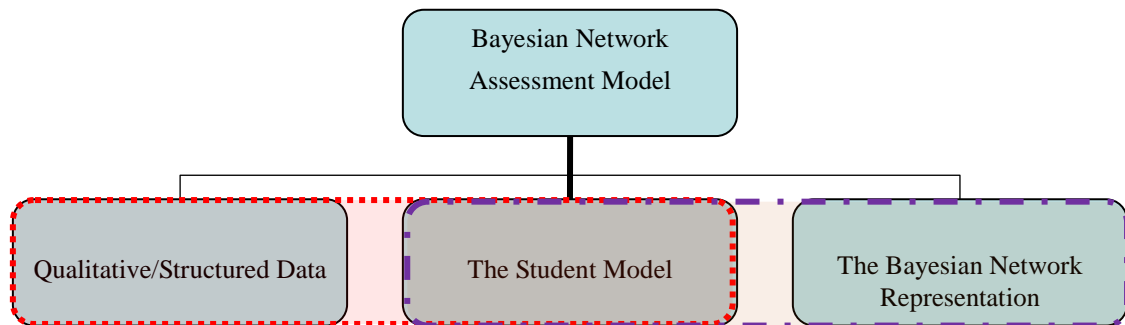 Bayesian Network
Assessment Model
Qualitative/Structured Data
The Student Model
The Bayesian Network
Representation